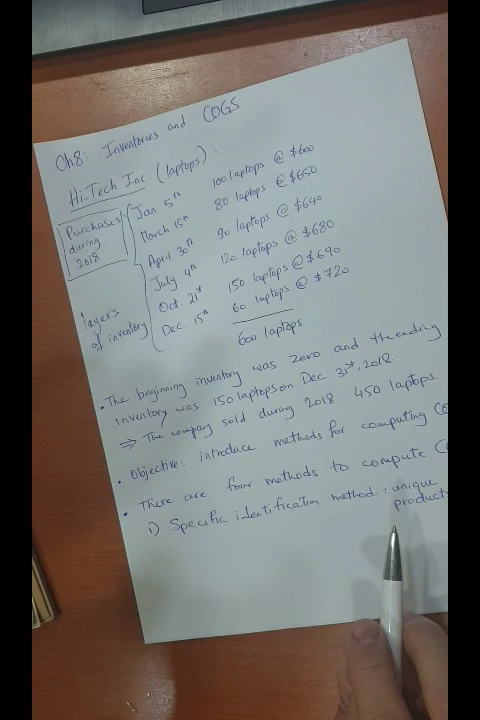 Ch8: Inventories and COGS
Hi-Tech Inc. (laptops):
Purchases during 2018
Jan 5th 100 laptops @ $600
March 15th 80 laptops @ $650
April 30th 90 laptops @ $640
July 4th 120 laptops @ $680
Oct. 21st 150 laptops @ $690
Dec. 15th 60 laptops @ $720
layers of inventory
600 laptops
• The beginning inventory was zero and the ending
inventory was 150 laptops on Dec 31st, 2018.
⇒ The company sold during 2018 450 laptops.
• Objective: introduce methods for computing CO
• There are four methods to compute C
1) Specific identification method: unique
products